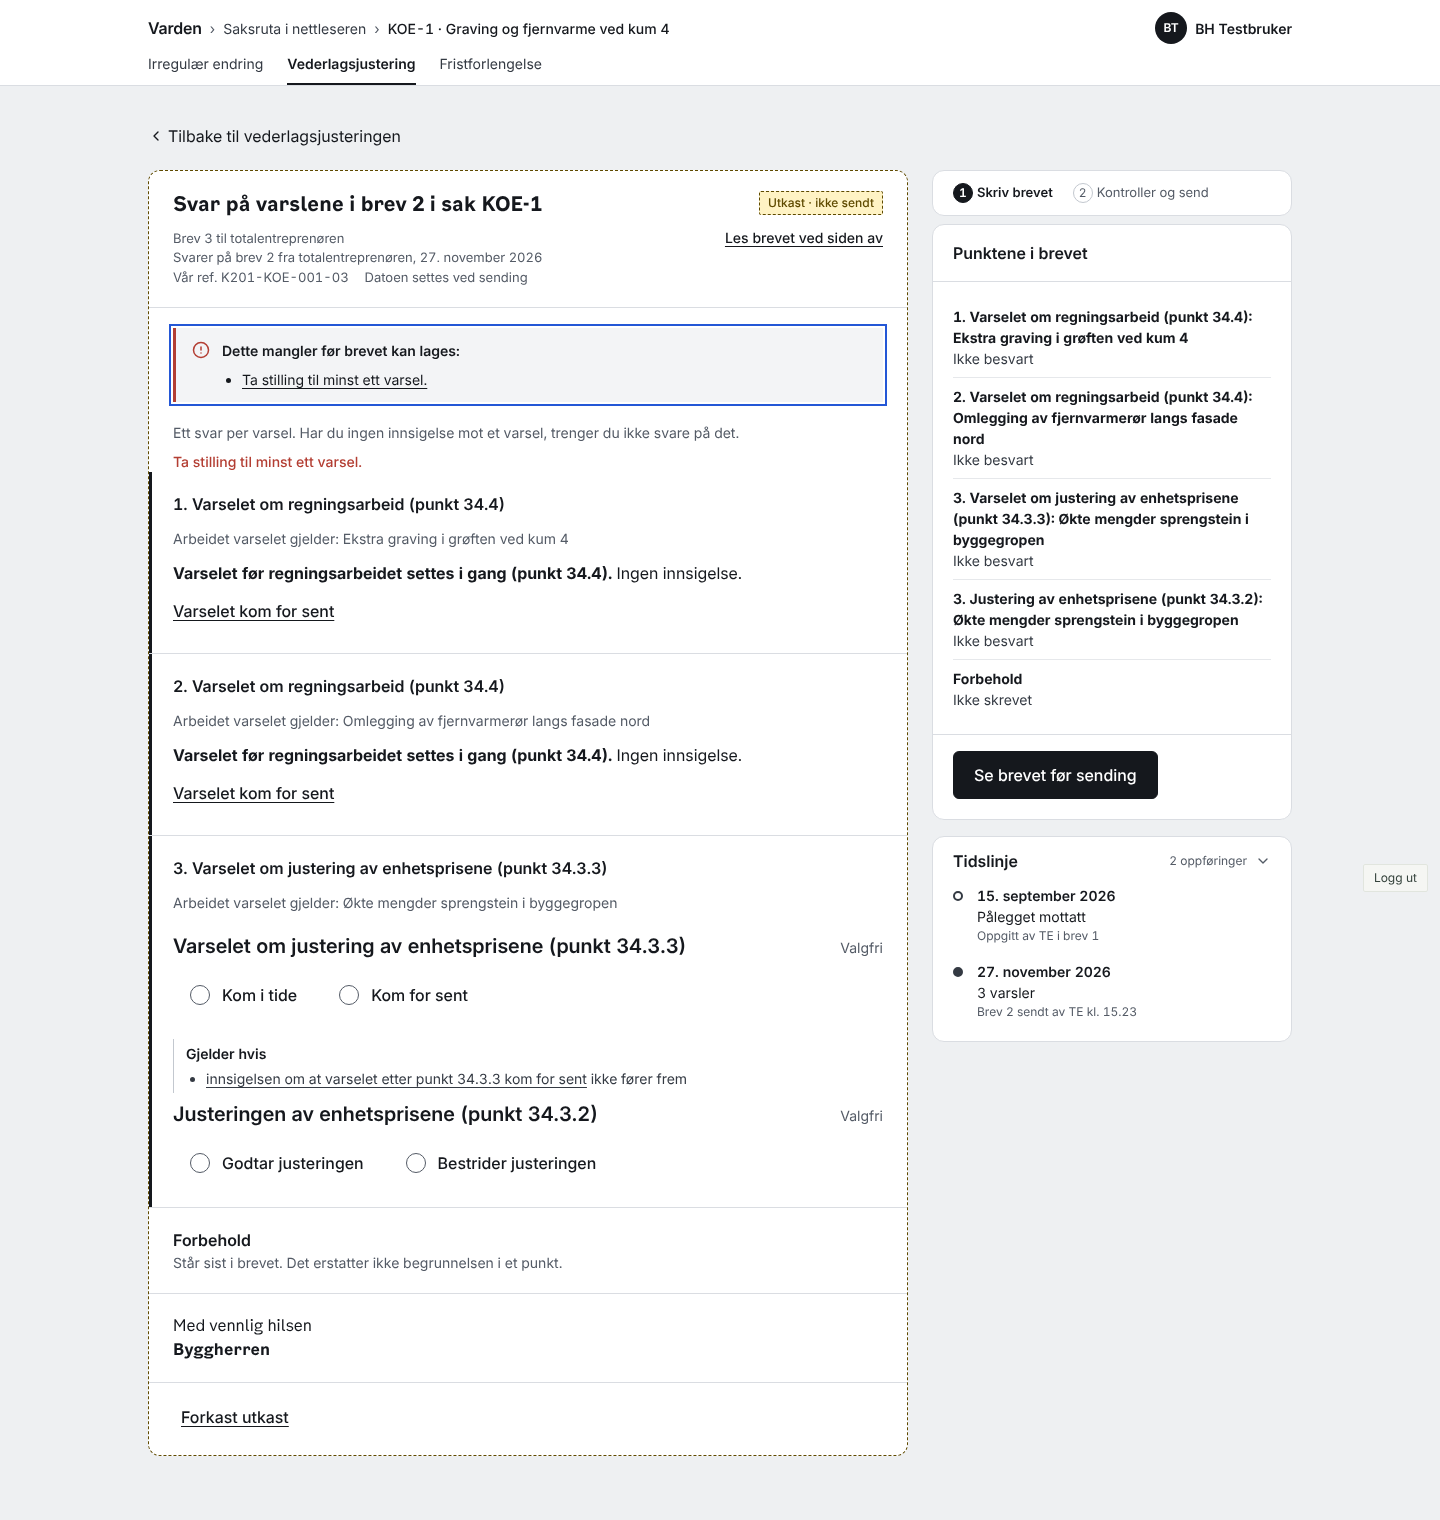 Varden › Saksruta i nettleseren › KOE-1 · Graving og fjernvarme ved kum 4
BT BH Testbruker
Irregulær endring Vederlagsjustering Fristforlengelse
Tilbake til vederlagsjusteringen
Svar på varslene i brev 2 i sak KOE-1
Utkast · ikke sendt
Brev 3 til totalentreprenøren
Les brevet ved siden av
Svarer på brev 2 fra totalentreprenøren, 27. november 2026
Vår ref. K201-KOE-001-03 Datoen settes ved sending
Dette mangler før brevet kan lages:
Ta stilling til minst ett varsel.
Ett svar per varsel. Har du ingen innsigelse mot et varsel, trenger du ikke svare på det.
Ta stilling til minst ett varsel.
1. Varselet om regningsarbeid (punkt 34.4)
Arbeidet varselet gjelder: Ekstra graving i grøften ved kum 4
Varselet før regningsarbeidet settes i gang (punkt 34.4). Ingen innsigelse.
Varselet kom for sent
2. Varselet om regningsarbeid (punkt 34.4)
Arbeidet varselet gjelder: Omlegging av fjernvarmerør langs fasade nord
Varselet før regningsarbeidet settes i gang (punkt 34.4). Ingen innsigelse.
Varselet kom for sent
3. Varselet om justering av enhetsprisene (punkt 34.3.3)
Arbeidet varselet gjelder: Økte mengder sprengstein i byggegropen
Varselet om justering av enhetsprisene (punkt 34.3.3)
Valgfri
Kom i tide Kom for sent
Gjelder hvis
innsigelsen om at varselet etter punkt 34.3.3 kom for sent ikke fører frem
Justeringen av enhetsprisene (punkt 34.3.2)
Valgfri
Godtar justeringen Bestrider justeringen
Forbehold
Står sist i brevet. Det erstatter ikke begrunnelsen i et punkt.
Med vennlig hilsen
Byggherren
Forkast utkast
1 Skriv brevet 2 Kontroller og send
Punktene i brevet
1. Varselet om regningsarbeid (punkt 34.4):
Ekstra graving i grøften ved kum 4
Ikke besvart
2. Varselet om regningsarbeid (punkt 34.4):
Omlegging av fjernvarmerør langs fasade
nord
Ikke besvart
3. Varselet om justering av enhetsprisene
(punkt 34.3.3): Økte mengder sprengstein i
byggegropen
Ikke besvart
3. Justering av enhetsprisene (punkt 34.3.2):
Økte mengder sprengstein i byggegropen
Ikke besvart
Forbehold
Ikke skrevet
Se brevet før sending
Tidslinje 2 oppføringer
15. september 2026
Pålegget mottatt
Oppgitt av TE i brev 1
27. november 2026
3 varsler
Brev 2 sendt av TE kl. 15.23
Logg ut